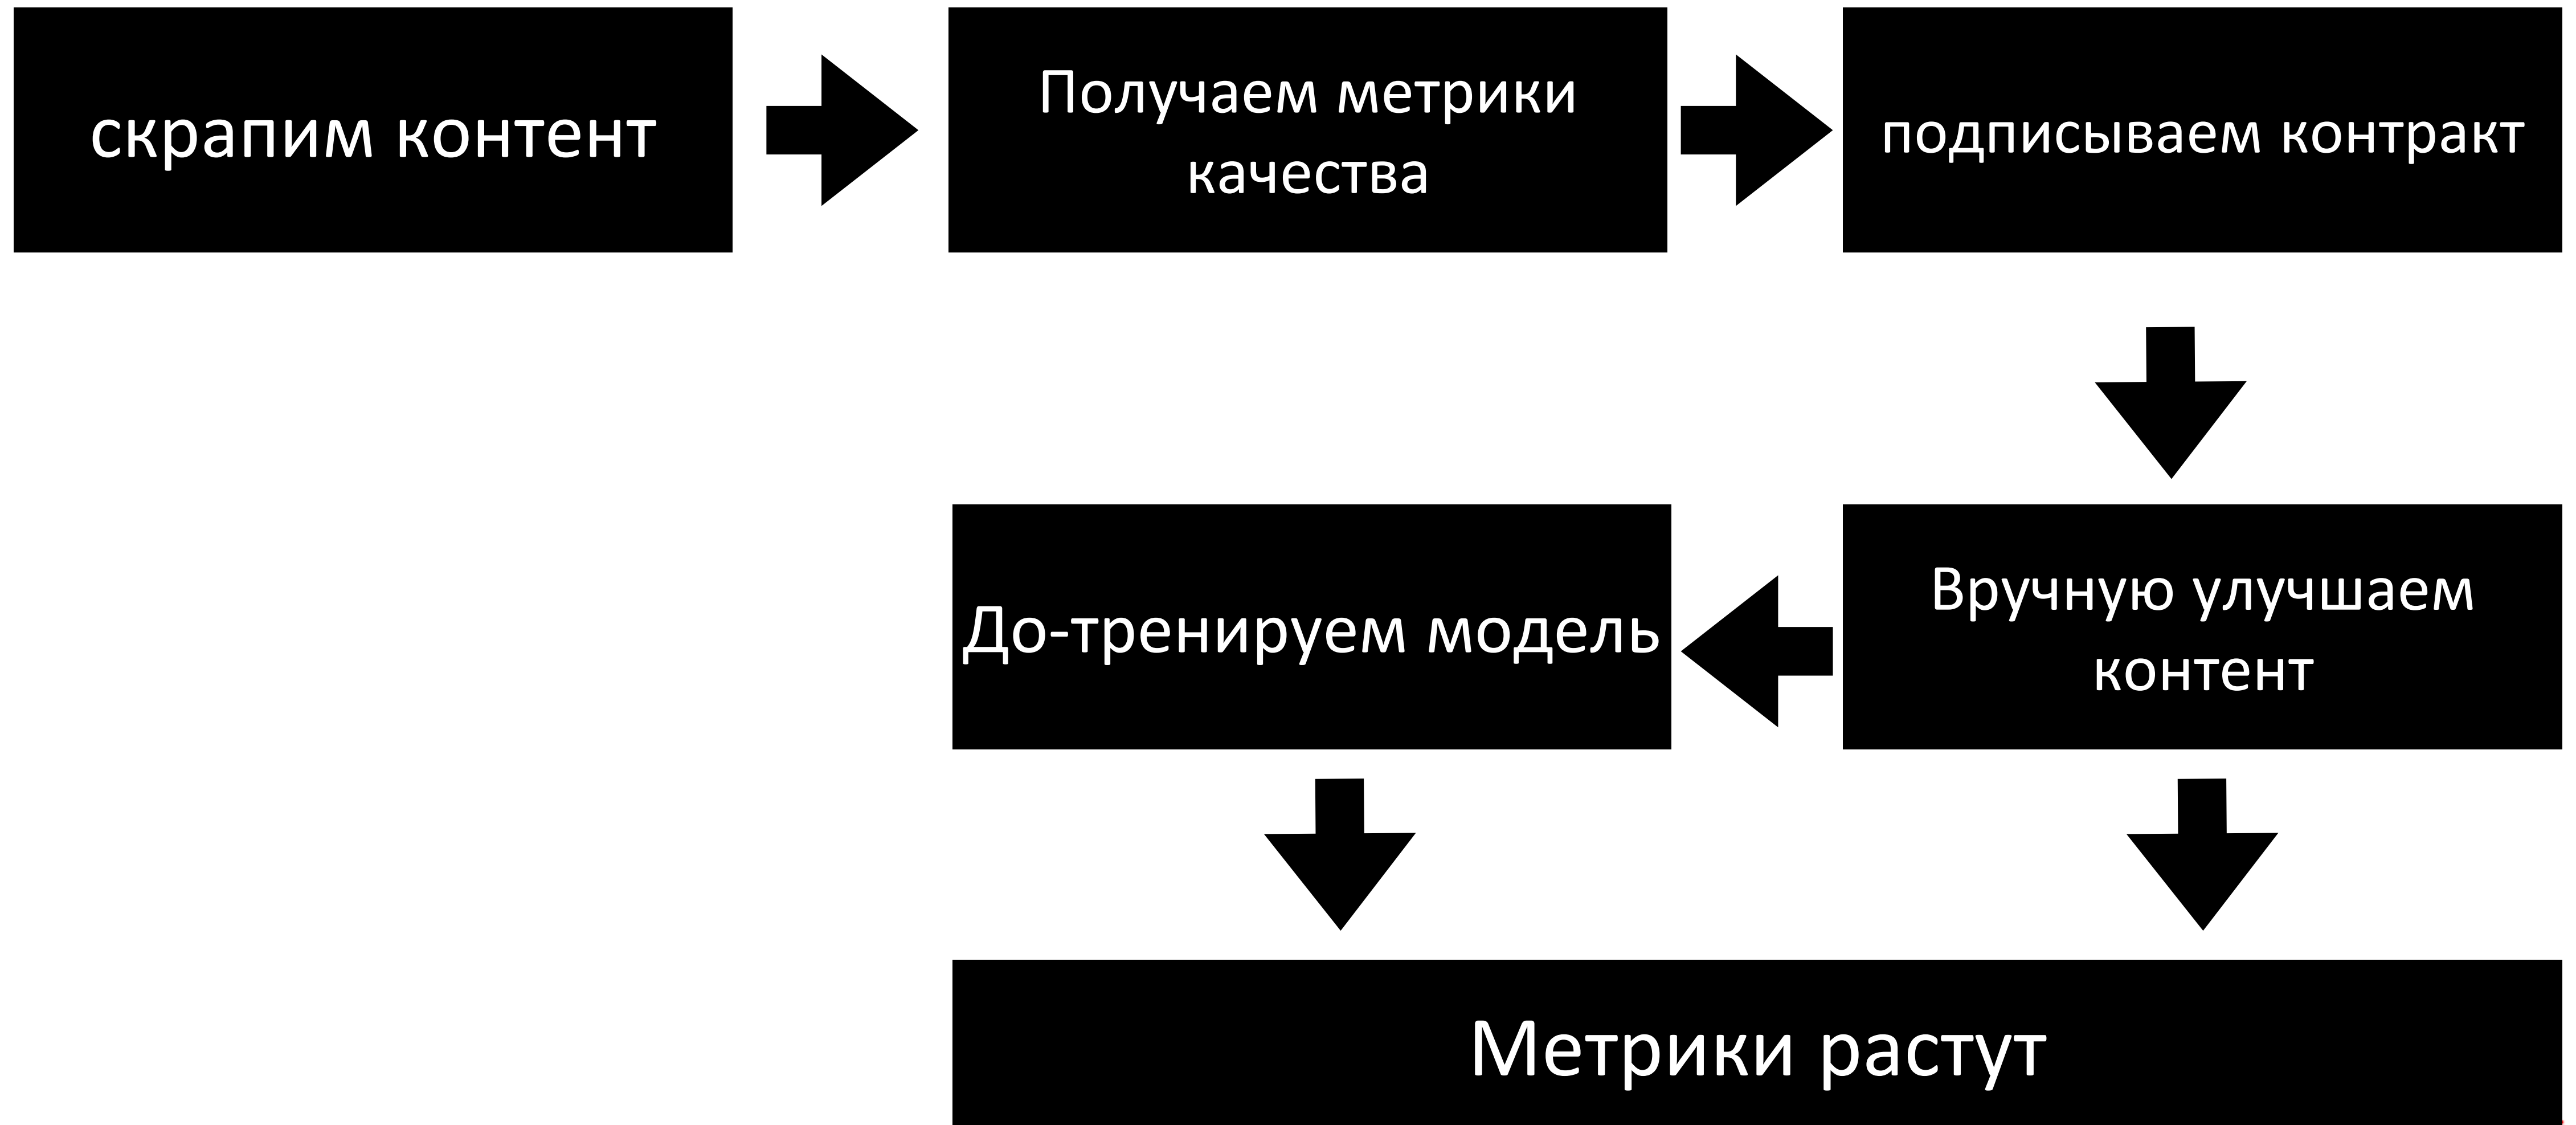 скрапим контент
Получаем метрики
качества
подписываем контракт
До-тренируем модель
Вручную улучшаем
контент
Метрики растут